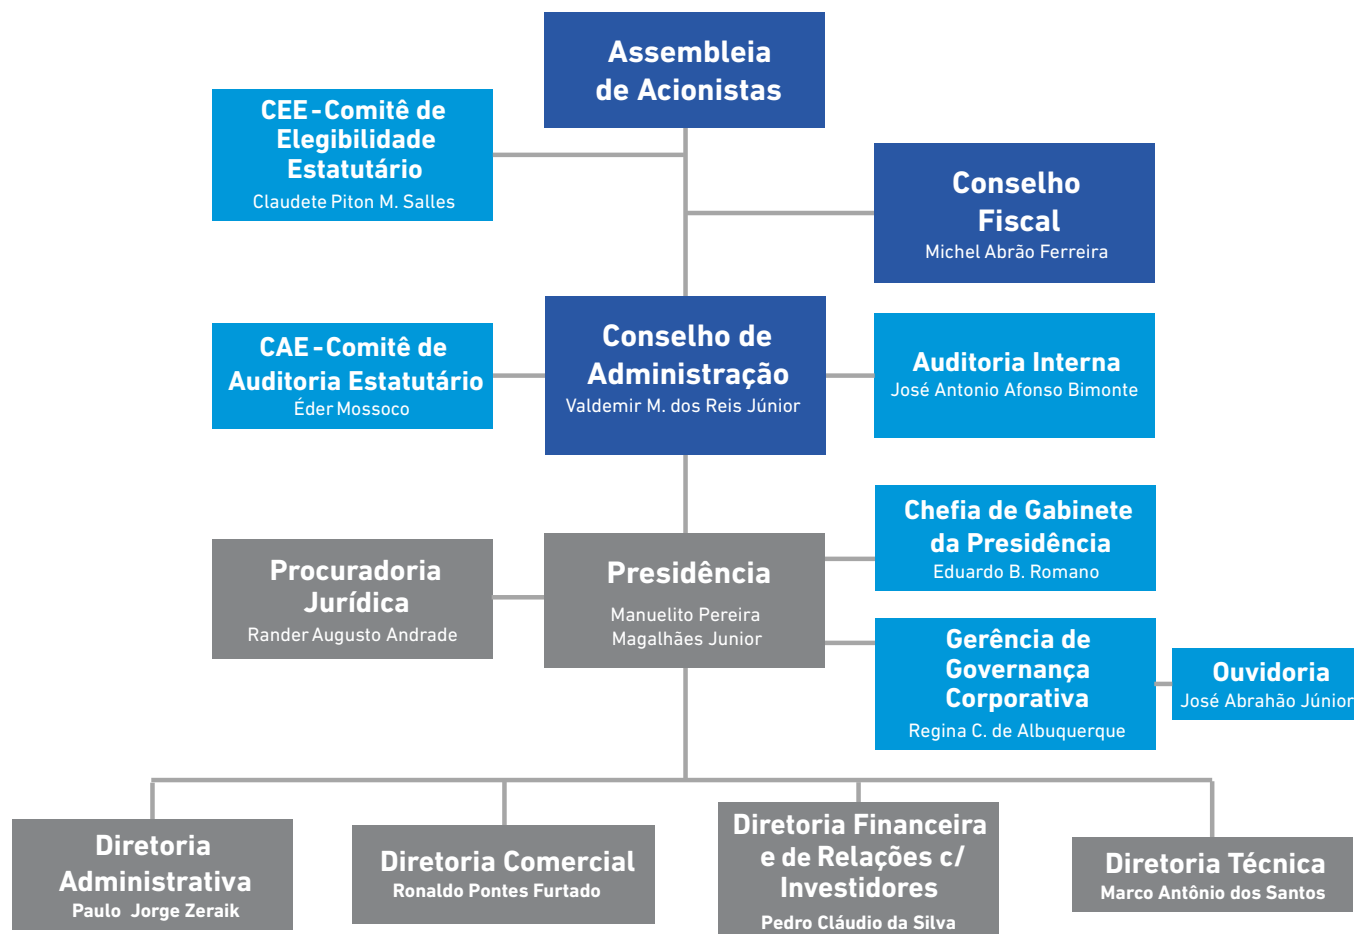 Assembleia
de Acionistas
CEE-Comitê de
Elegibilidade
Estatutário
Claudete Piton M. Salles
Conselho
Fiscal
Michel Abrão Ferreira
CAE-Comitê de
Auditoria Estatutário
Éder Mossoco
Conselho de
Administração
Valdemir M. dos Reis Júnior
Auditoria Interna
José Antonio Afonso Bimonte
Chefia de Gabinete
da Presidência
Eduardo B. Romano
Procuradoria
Jurídica
Rander Augusto Andrade
Presidência
Manuelito Pereira
Magalhães Junior
Gerência de
Governança
Corporativa
Regina C. de Albuquerque
Ouvidoria
José Abrahão Júnior
Diretoria
Administrativa
Paulo Jorge Zeraik
Diretoria Comercial
Ronaldo Pontes Furtado
Diretoria Financeira
e de Relações c/
Investidores
Pedro Cláudio da Silva
Diretoria Técnica
Marco Antônio dos Santos